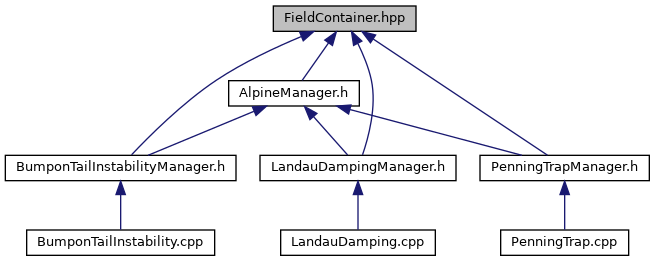 FieldContainer.hpp
AlpineManager.h
BumponTailInstabilityManager.h
LandauDampingManager.h
PenningTrapManager.h
BumponTailInstability.cpp
LandauDamping.cpp
PenningTrap.cpp